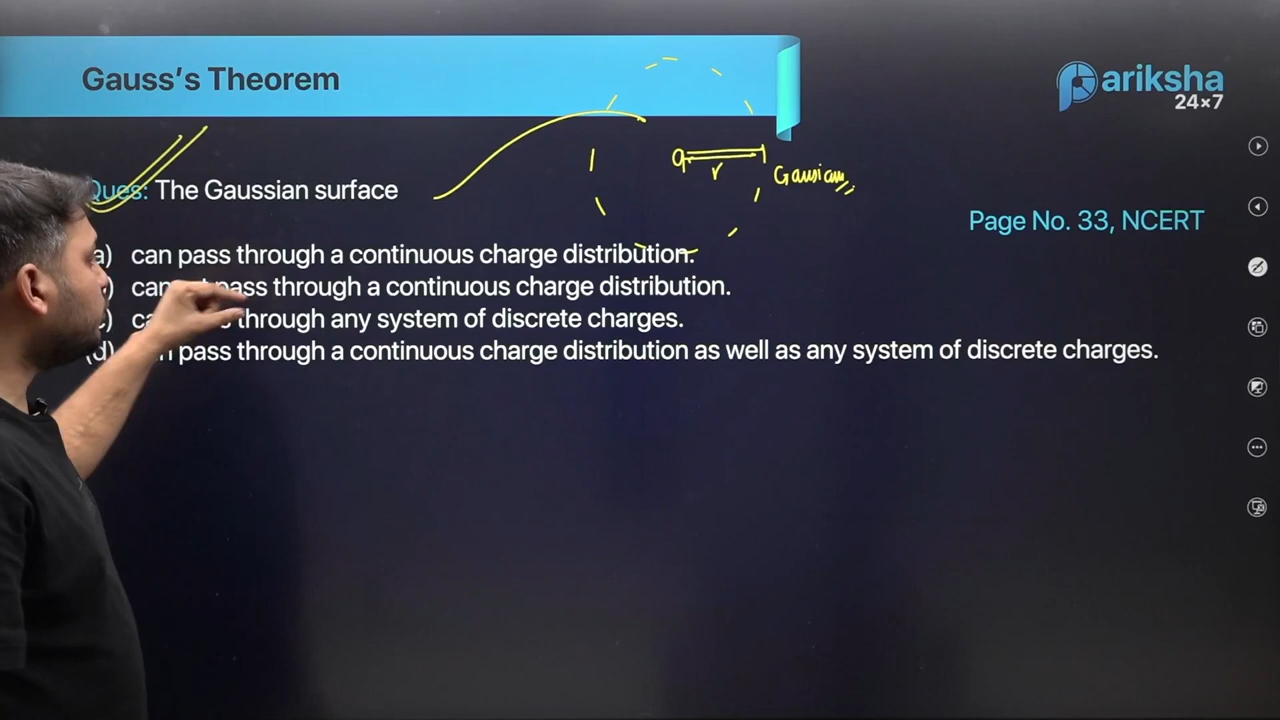 Gauss's Theorem
Pariksha
24×7
q
r
Gausian
Ques: The Gaussian surface
Page No. 33, NCERT
a) can pass through a continuous charge distribution.
) pass through a continuous charge distribution.
) through any system of discrete charges.
(d) pass through a continuous charge distribution as well as any system of discrete charges.